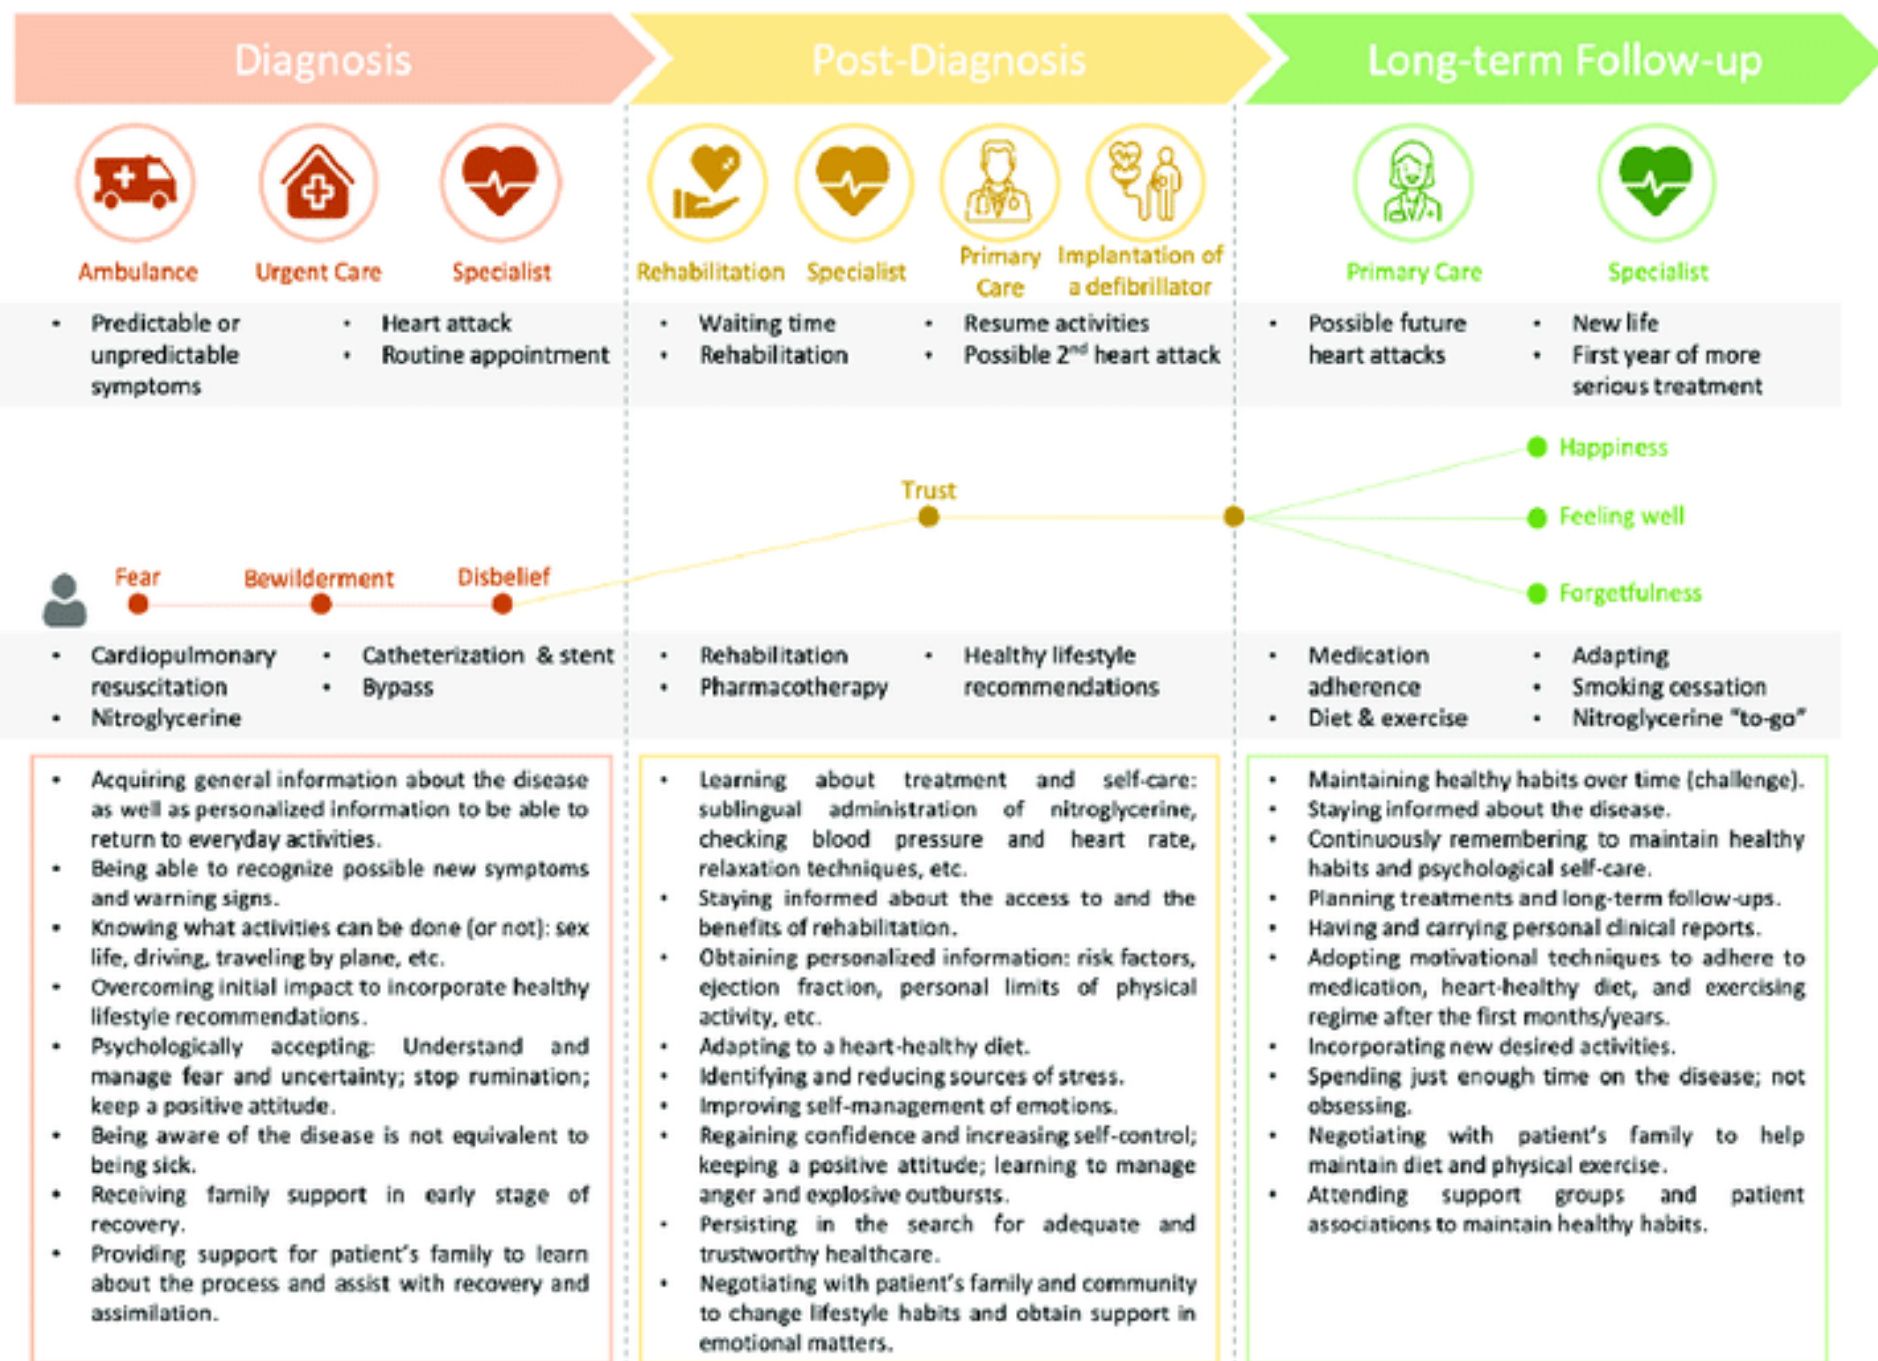 Diagnosis
Post-Diagnosis
Long-term Follow-up
Ambulance
Urgent Care
Specialist
Rehabilitation
Specialist
Primary
Care
Implantation of
a defibrillator
Primary Care
Specialist
• Predictable or
unpredictable
symptoms
• Heart attack
• Routine appointment
• Waiting time
• Rehabilitation
• Resume activities
• Possible 2nd heart attack
• Possible future
heart attacks
• New life
• First year of more
serious treatment
Fear
Bewilderment
Disbelief
Trust
Happiness
Feeling well
Forgetfulness
• Cardiopulmonary
resuscitation
• Nitroglycerine
• Catheterization & stent
• Bypass
• Rehabilitation
• Pharmacotherapy
• Healthy lifestyle
recommendations
• Medication
adherence
• Diet & exercise
• Adapting
• Smoking cessation
• Nitroglycerine "to-go"
• Acquiring general information about the disease
as well as personalized information to be able to
return to everyday activities.
• Being able to recognize possible new symptoms
and warning signs.
• Knowing what activities can be done (or not): sex
life, driving, traveling by plane, etc.
• Overcoming initial impact to incorporate healthy
lifestyle recommendations.
• Psychologically accepting: Understand and
manage fear and uncertainty; stop rumination;
keep a positive attitude.
• Being aware of the disease is not equivalent to
being sick.
• Receiving family support in early stage of
recovery.
• Providing support for patient's family to learn
about the process and assist with recovery and
assimilation.
• Learning about treatment and self-care:
sublingual administration of nitroglycerine,
checking blood pressure and heart rate,
relaxation techniques, etc.
• Staying informed about the access to and the
benefits of rehabilitation.
• Obtaining personalized information: risk factors,
ejection fraction, personal limits of physical
activity, etc.
• Adapting to a heart-healthy diet.
• Identifying and reducing sources of stress.
• Improving self-management of emotions.
• Regaining confidence and increasing self-control;
keeping a positive attitude; learning to manage
anger and explosive outbursts.
• Persisting in the search for adequate and
trustworthy healthcare.
• Negotiating with patient's family and community
to change lifestyle habits and obtain support in
emotional matters.
• Maintaining healthy habits over time (challenge).
• Staying informed about the disease.
• Continuously remembering to maintain healthy
habits and psychological self-care.
• Planning treatments and long-term follow-ups.
• Having and carrying personal clinical reports.
• Adopting motivational techniques to adhere to
medication, heart-healthy diet, and exercising
regime after the first months/years.
• Incorporating new desired activities.
• Spending just enough time on the disease; not
obsessing.
• Negotiating with patient's family to help
maintain diet and physical exercise.
• Attending support groups and patient
associations to maintain healthy habits.